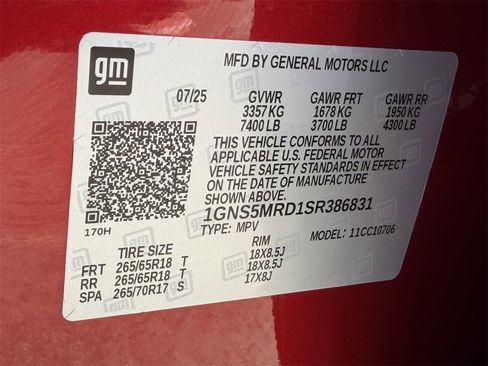 gm
MFD BY GENERAL MOTORS LLC
07/25 GVWR GAWR FRT GAWR RR
3357 KG 1678 KG 1950 KG
7400 LB 3700 LB 4300 LB
THIS VEHICLE CONFORMS TO ALL
APPLICABLE U.S. FEDERAL MOTOR
VEHICLE SAFETY STANDARDS IN EFFECT
ON THE DATE OF MANUFACTURE
SHOWN ABOVE.
170H
1GNS5MRD1SR386831
TYPE: MPV MODEL: 11CC10706
TIRE SIZE RIM
FRT 265/65R18 T 18X8.5J
RR 265/65R18 T 18X8.5J
SPA 265/70R17 S 17X8J